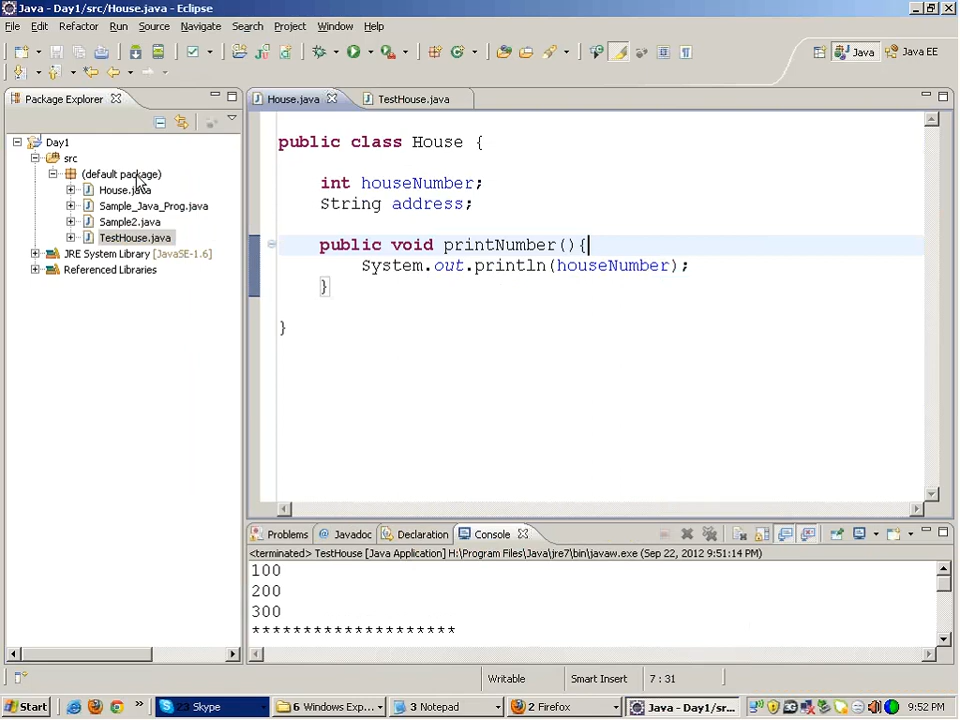 Java - Day1/src/House.java - Eclipse
File Edit Refactor Run Source Navigate Search Project Architexa Window Help
Java Java EE
Package Explorer
House.java TestHouse.java
Day1
src
(default package)
House.java
Sample_Java_Prog.java
Sample2.java
TestHouse.java
JRE System Library [JavaSE-1.6]
Referenced Libraries
public class House {
int houseNumber;
String address;
public void printNumber(){
System.out.println(houseNumber);
}
}
Problems @ Javadoc Declaration Console
<terminated> TestHouse [Java Application] H:\Program Files\Java\jre7\bin\javaw.exe (Sep 22, 2012 9:51:14 PM)
100
200
300
********************
Writable Smart Insert 7 : 31
Start » 23 Skype 6 Windows Exp... 3 Notepad 2 Firefox Java - Day1/sr... 9:52 PM